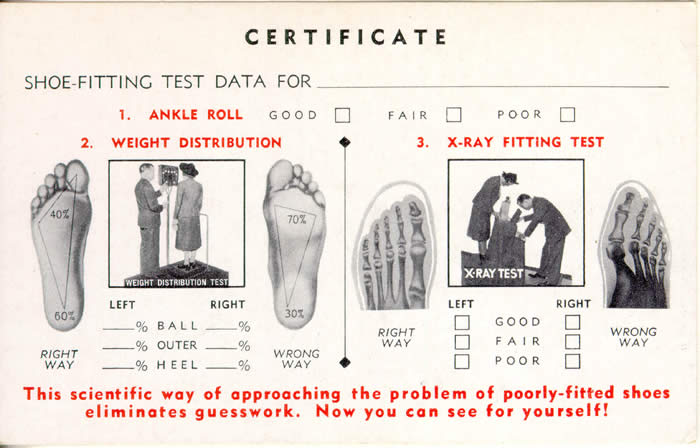 CERTIFICATE
SHOE-FITTING TEST DATA FOR
1. ANKLE ROLL GOOD FAIR POOR
2. WEIGHT DISTRIBUTION
40%
60%
RIGHT WAY
WEIGHT DISTRIBUTION TEST
70%
30%
WRONG WAY
LEFT RIGHT
% BALL %
% OUTER %
% HEEL %
3. X-RAY FITTING TEST
RIGHT WAY
X-RAY TEST
WRONG WAY
LEFT RIGHT
GOOD
FAIR
POOR
This scientific way of approaching the problem of poorly-fitted shoes
eliminates guesswork. Now you can see for yourself!